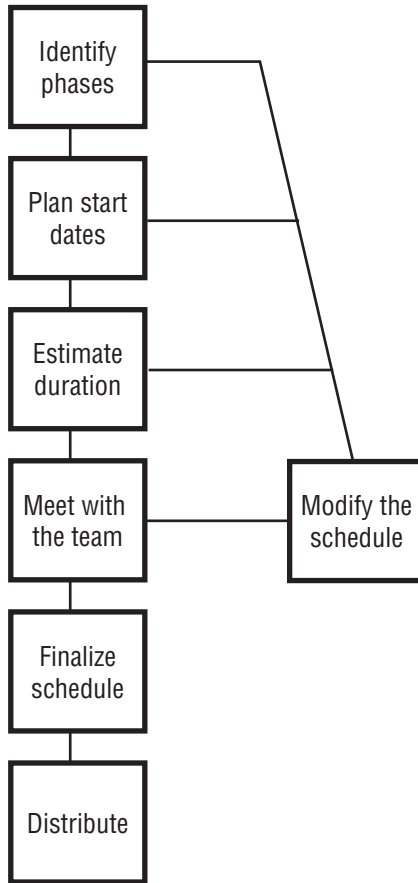 Identify
phases
Plan start
dates
Estimate
duration
Meet with
the team
Modify the
schedule
Finalize
schedule
Distribute